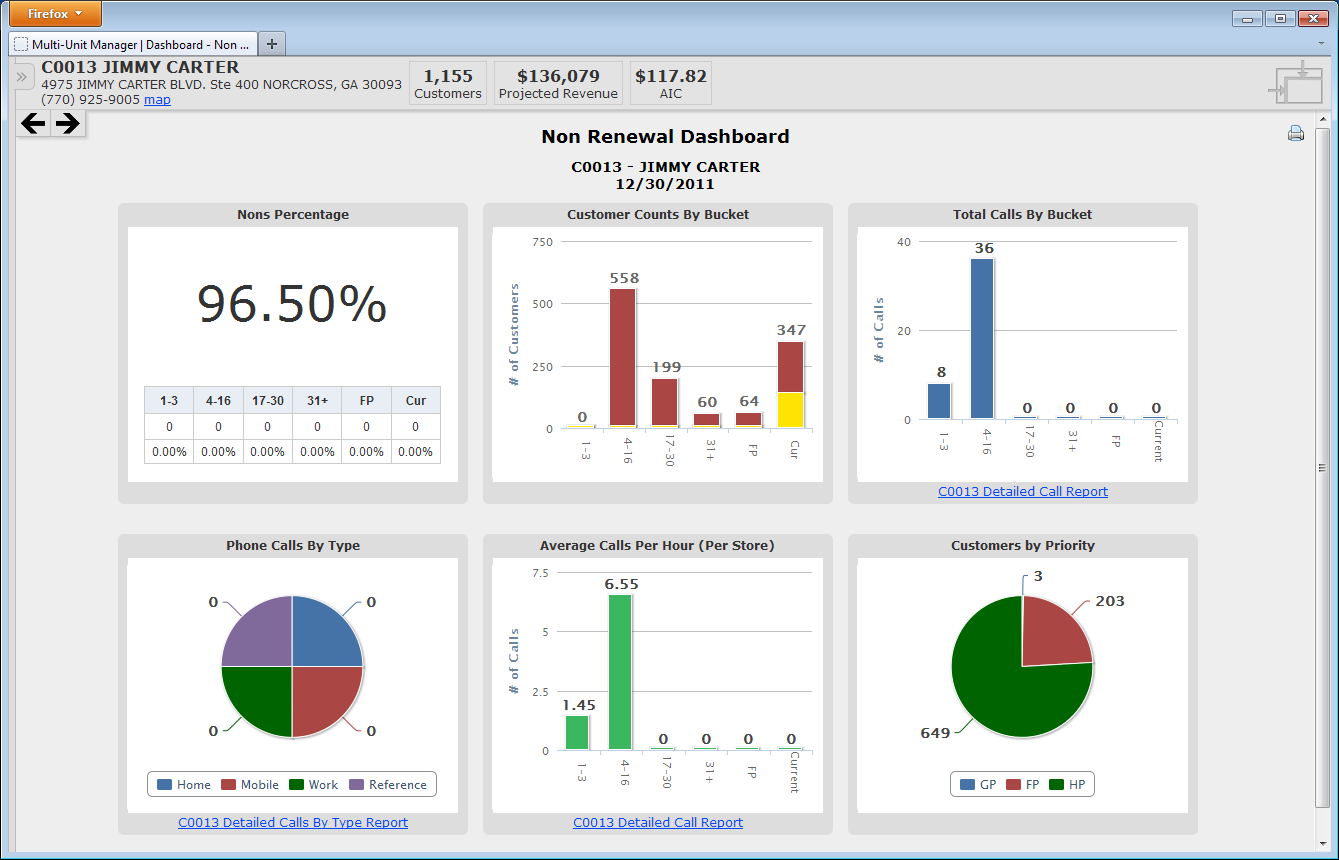 Firefox
Multi-Unit Manager | Dashboard - Non ...
C0013 JIMMY CARTER
4975 JIMMY CARTER BLVD. Ste 400 NORCROSS, GA 30093
(770) 925-9005 map
1,155
Customers
$136,079
Projected Revenue
$117.82
AIC
Non Renewal Dashboard
C0013 - JIMMY CARTER
12/30/2011
Nons Percentage
96.50%
1-3 4-16 17-30 31+ FP Cur
0 0 0 0 0 0
0.00% 0.00% 0.00% 0.00% 0.00% 0.00%
Customer Counts By Bucket
# of Customers
750
500
250
0
0 558 199 60 64 347
1-3 4-16 17-30 31+ FP Cur
Total Calls By Bucket
# of Calls
40
20
0
8 36 0 0 0 0
1-3 4-16 17-30 31+ FP Current
C0013 Detailed Call Report
Phone Calls By Type
0 0
0 0
Home Mobile Work Reference
C0013 Detailed Calls By Type Report
Average Calls Per Hour (Per Store)
# of Calls
7.5
5
2.5
0
1.45 6.55 0 0 0 0
1-3 4-16 17-30 31+ FP Current
C0013 Detailed Call Report
Customers by Priority
3
203
649
GP FP HP